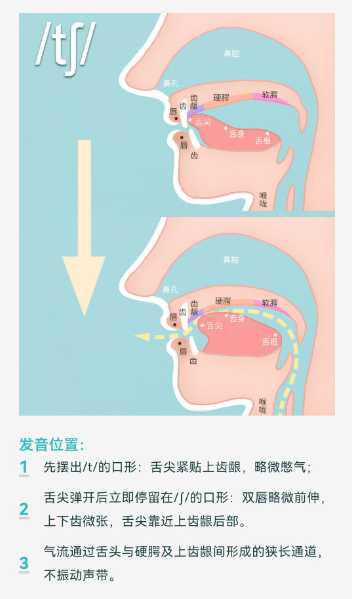 /tʃ/
鼻腔
鼻孔
齿龈
硬腭
软腭
唇
齿
舌尖
舌身
舌根
唇
齿
喉咙
鼻腔
鼻孔
齿龈
硬腭
软腭
唇
齿
舌尖
舌身
舌根
唇
齿
喉咙
发音位置：
1 先摆出/t/的口形：舌尖紧贴上齿龈，略微憋气；
2 舌尖弹开后立即停留在/ʃ/的口形：双唇略微前伸，
上下齿微张，舌尖靠近上齿龈后部。
3 气流通过舌头与硬腭及上齿龈间形成的狭长通道，
不振动声带。